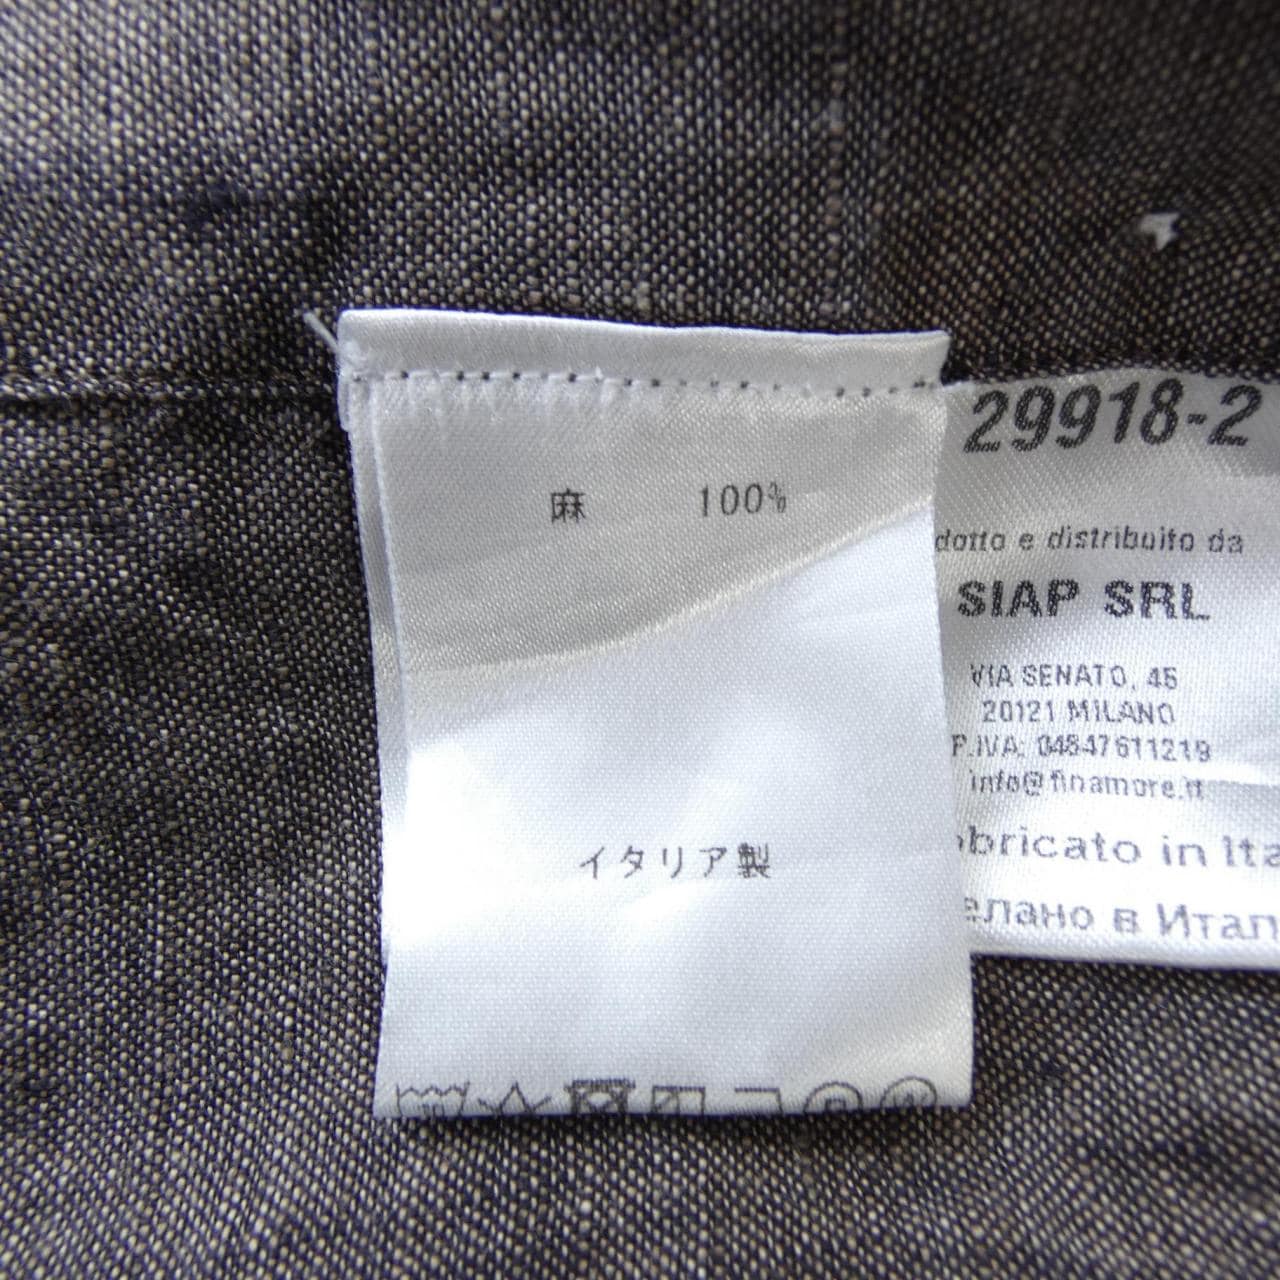 麻 100%
イタリア製
29918-2
dotto e distribuito da
SIAP SRL
VIA SENATO, 45
20121 MILANO
P.IVA: 04847611219
info@finamore.it
bricato in Ita
елано в Итал